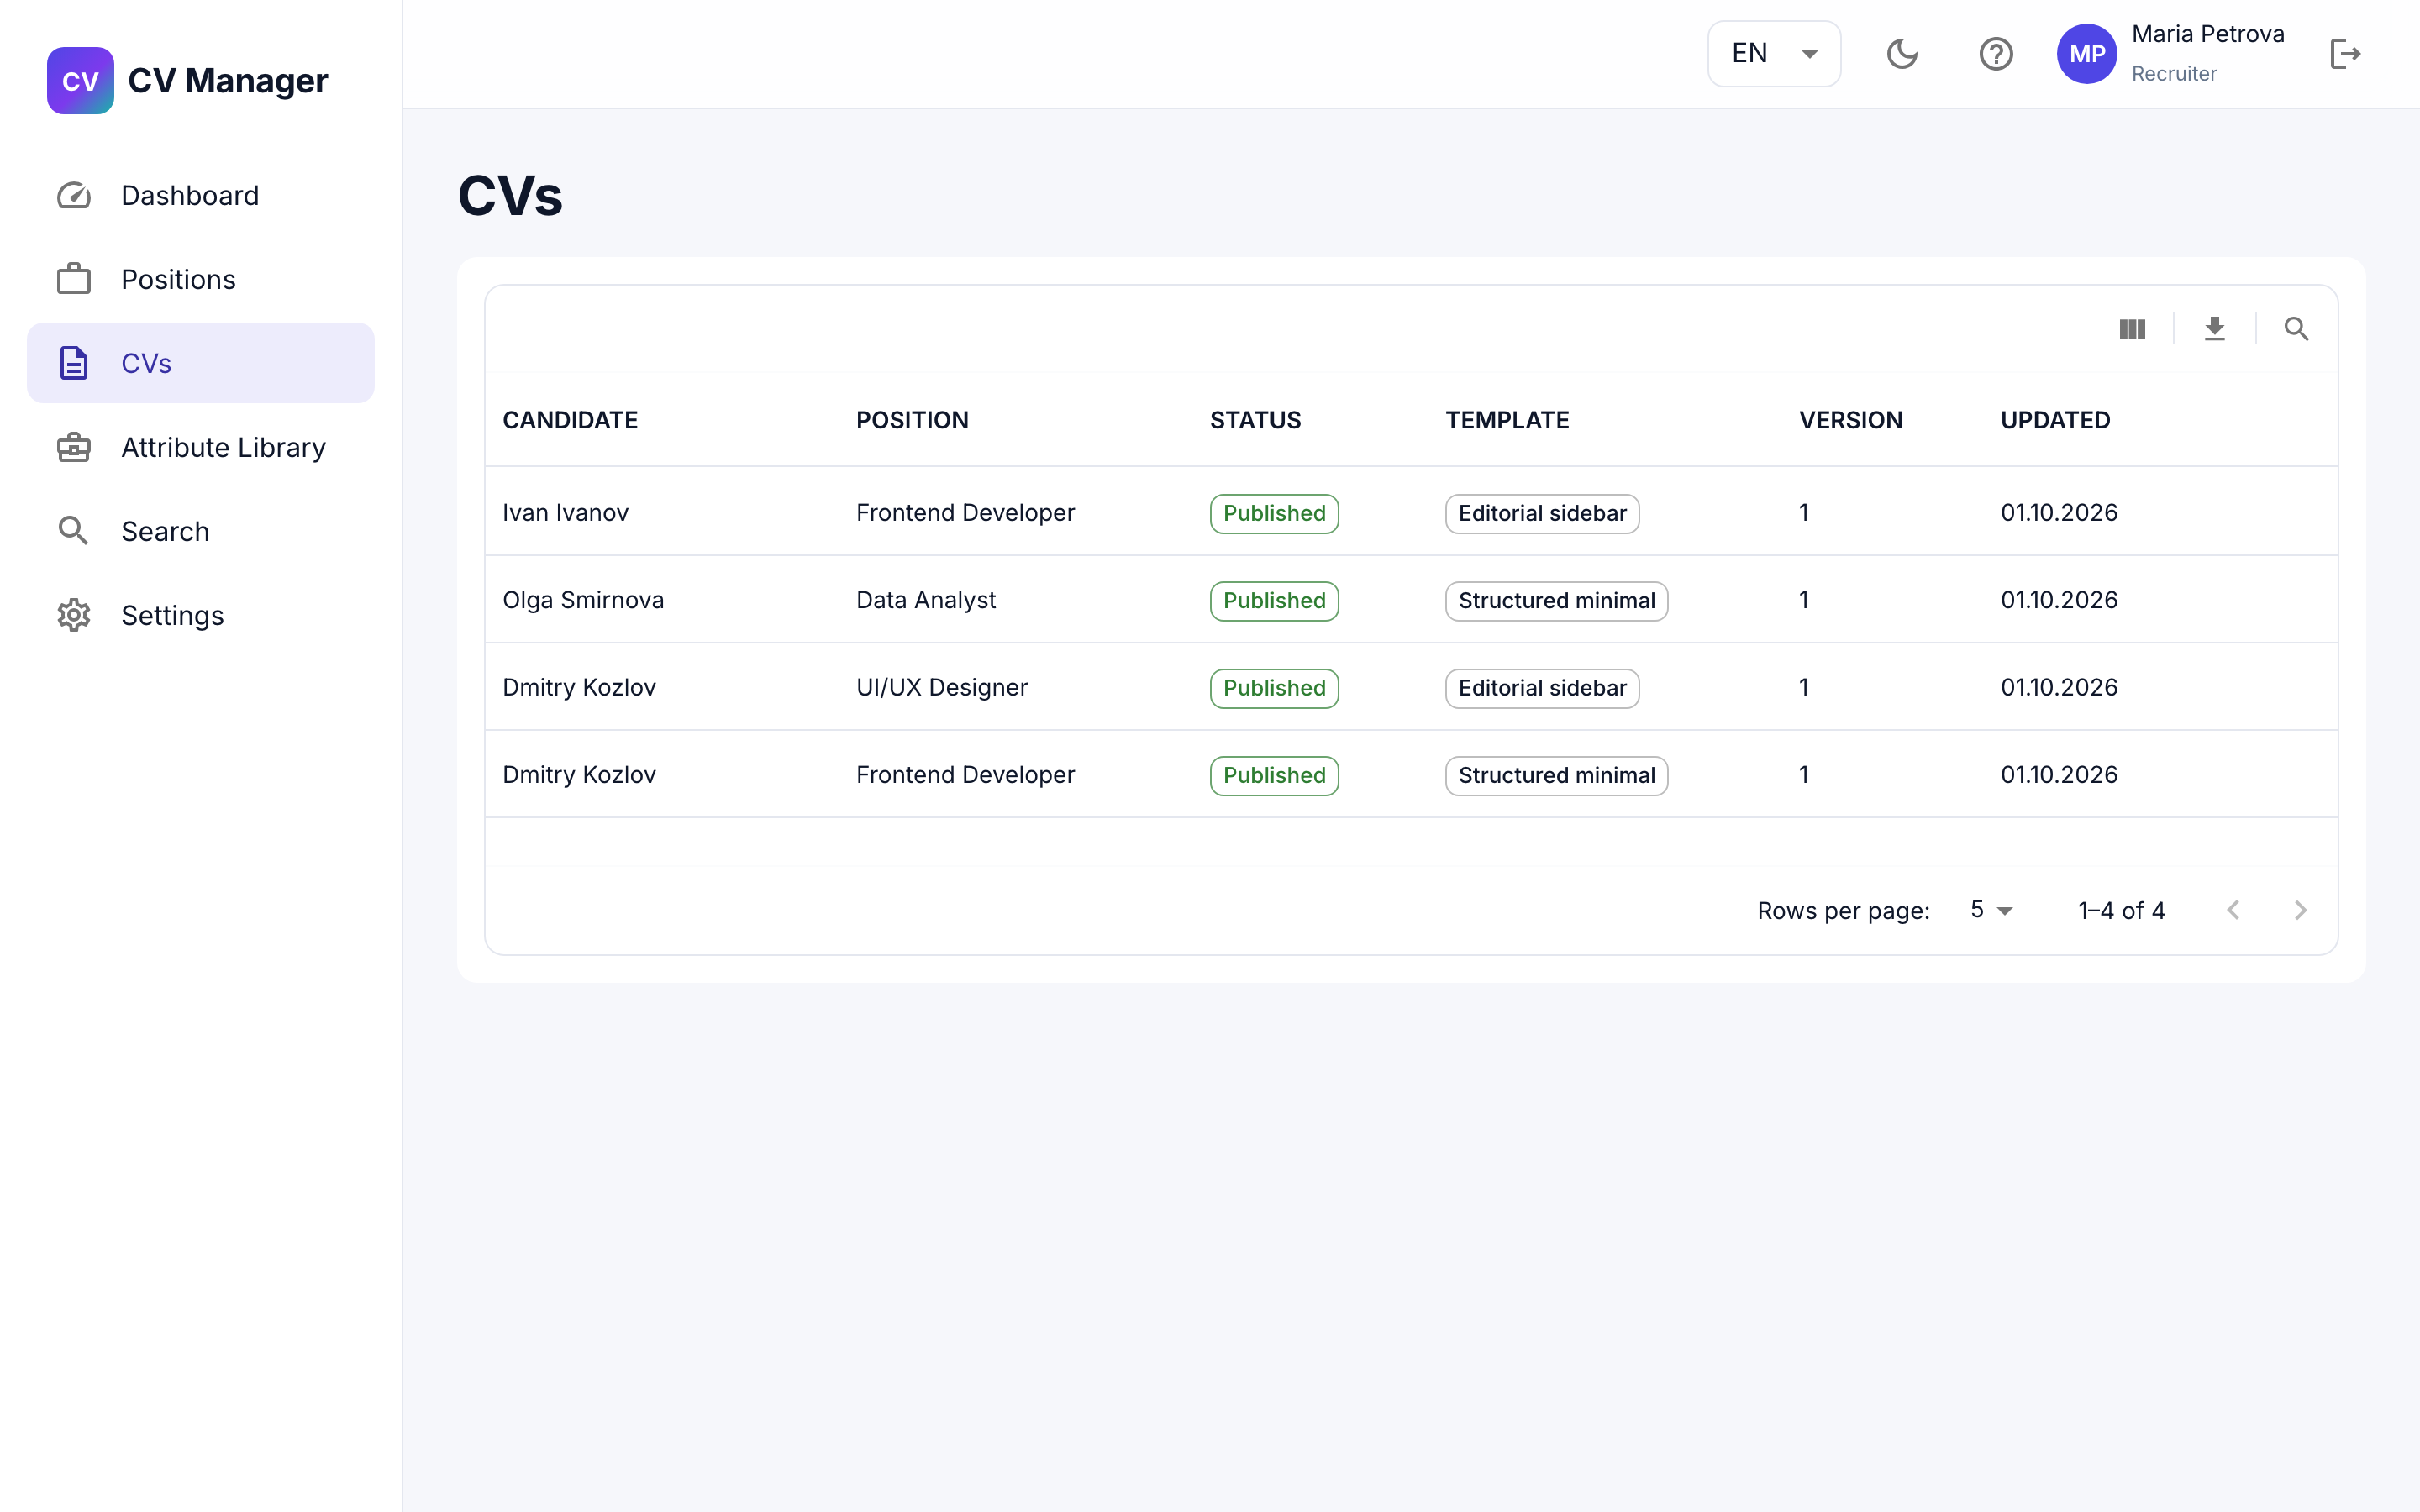 CV CV Manager
EN
MP
Maria Petrova
Recruiter
Dashboard
Positions
CVs
Attribute Library
Search
Settings
CVs
CANDIDATE POSITION STATUS TEMPLATE VERSION UPDATED
Ivan Ivanov Frontend Developer Published Editorial sidebar 1 01.10.2026
Olga Smirnova Data Analyst Published Structured minimal 1 01.10.2026
Dmitry Kozlov UI/UX Designer Published Editorial sidebar 1 01.10.2026
Dmitry Kozlov Frontend Developer Published Structured minimal 1 01.10.2026
Rows per page: 5 1–4 of 4